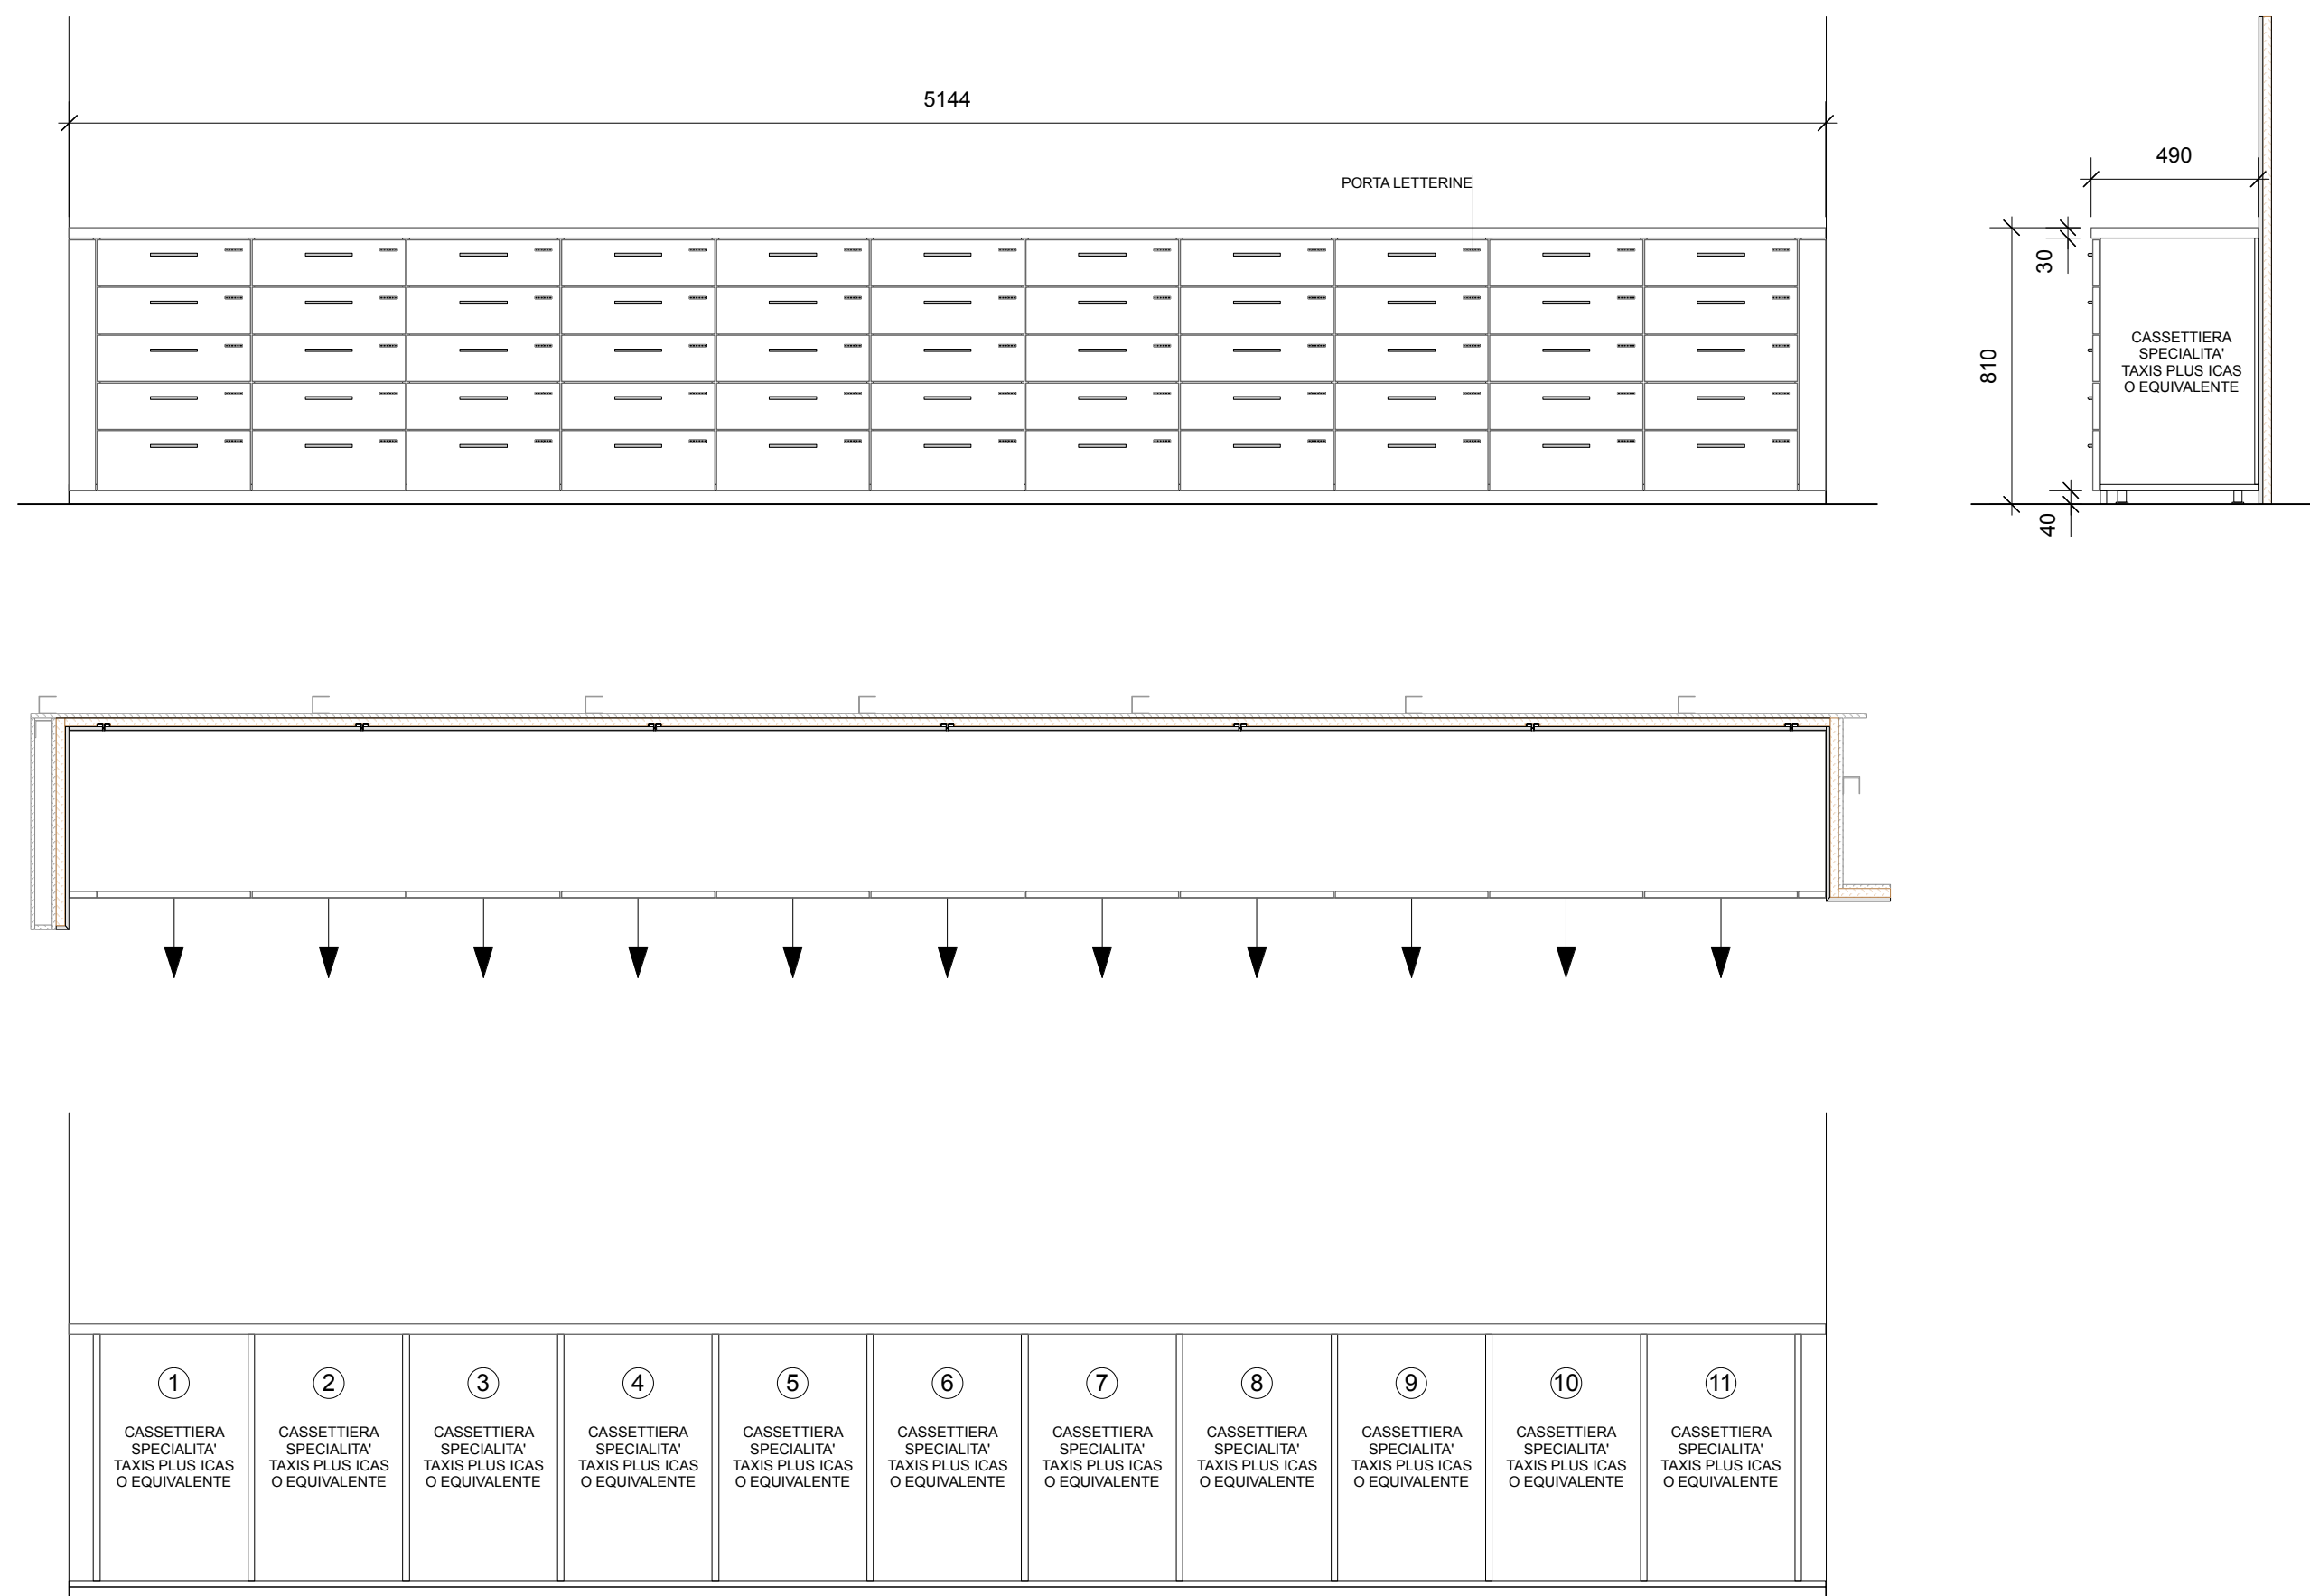 5144
490
PORTA LETTERINE
30
810
CASSETTIERA
SPECIALITA'
TAXIS PLUS ICAS
O EQUIVALENTE
40
1
2
3
4
5
6
7
8
9
10
11
CASSETTIERA
SPECIALITA'
TAXIS PLUS ICAS
O EQUIVALENTE
CASSETTIERA
SPECIALITA'
TAXIS PLUS ICAS
O EQUIVALENTE
CASSETTIERA
SPECIALITA'
TAXIS PLUS ICAS
O EQUIVALENTE
CASSETTIERA
SPECIALITA'
TAXIS PLUS ICAS
O EQUIVALENTE
CASSETTIERA
SPECIALITA'
TAXIS PLUS ICAS
O EQUIVALENTE
CASSETTIERA
SPECIALITA'
TAXIS PLUS ICAS
O EQUIVALENTE
CASSETTIERA
SPECIALITA'
TAXIS PLUS ICAS
O EQUIVALENTE
CASSETTIERA
SPECIALITA'
TAXIS PLUS ICAS
O EQUIVALENTE
CASSETTIERA
SPECIALITA'
TAXIS PLUS ICAS
O EQUIVALENTE
CASSETTIERA
SPECIALITA'
TAXIS PLUS ICAS
O EQUIVALENTE
CASSETTIERA
SPECIALITA'
TAXIS PLUS ICAS
O EQUIVALENTE